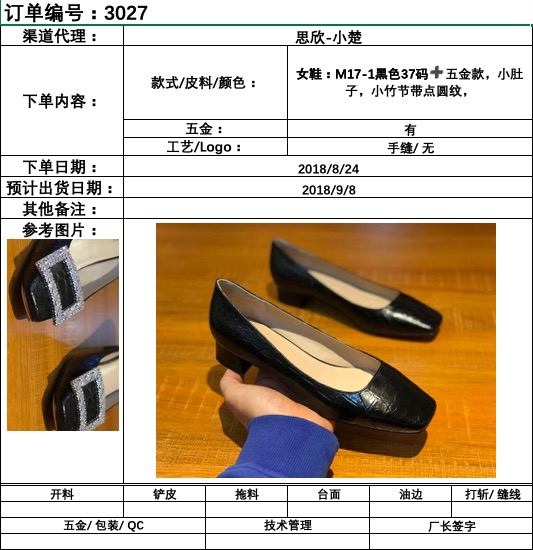 订单编号：3027
渠道代理： 思欣-小楚
下单内容： 款式/皮料/颜色： 女鞋：M17-1黑色37码➕五金款，小肚
子，小竹节带点圆纹，
五金： 有
工艺/Logo： 手缝/ 无
下单日期： 2018/8/24
预计出货日期： 2018/9/8
其他备注：
参考图片：
开料 铲皮 拖料 台面 油边 打斩/ 缝线
五金/ 包装/ QC 技术管理 厂长签字